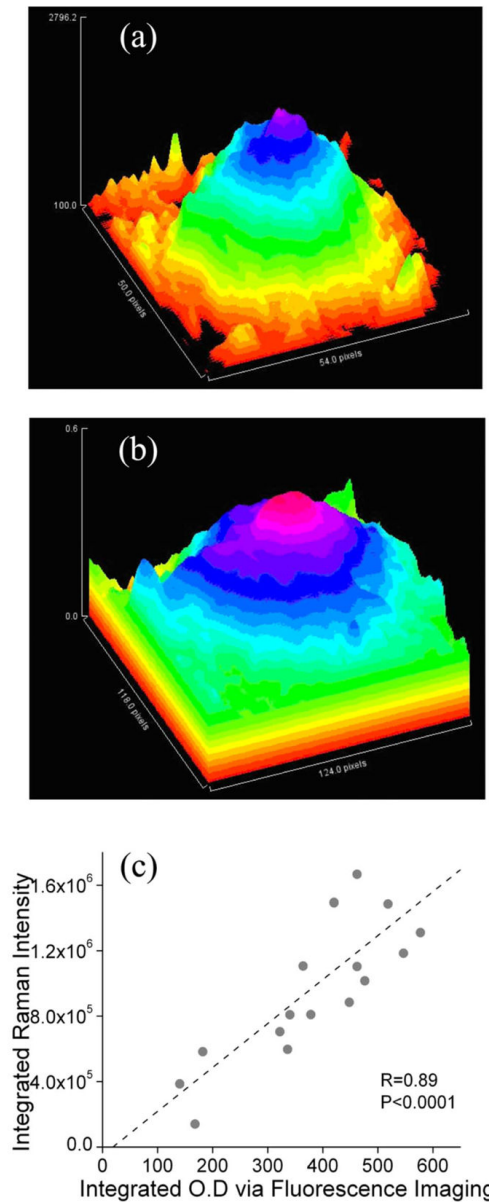 2796.2
(a)
100.0
50.0 pixels
54.0 pixels
0.6
(b)
0.0
118.0 pixels
124.0 pixels
(c)
Integrated Raman Intensity
1.6x10⁶
1.2x10⁶
8.0x10⁵
4.0x10⁵
0.0
R=0.89
P<0.0001
0 100 200 300 400 500 600
Integrated O.D via Fluorescence Imaging